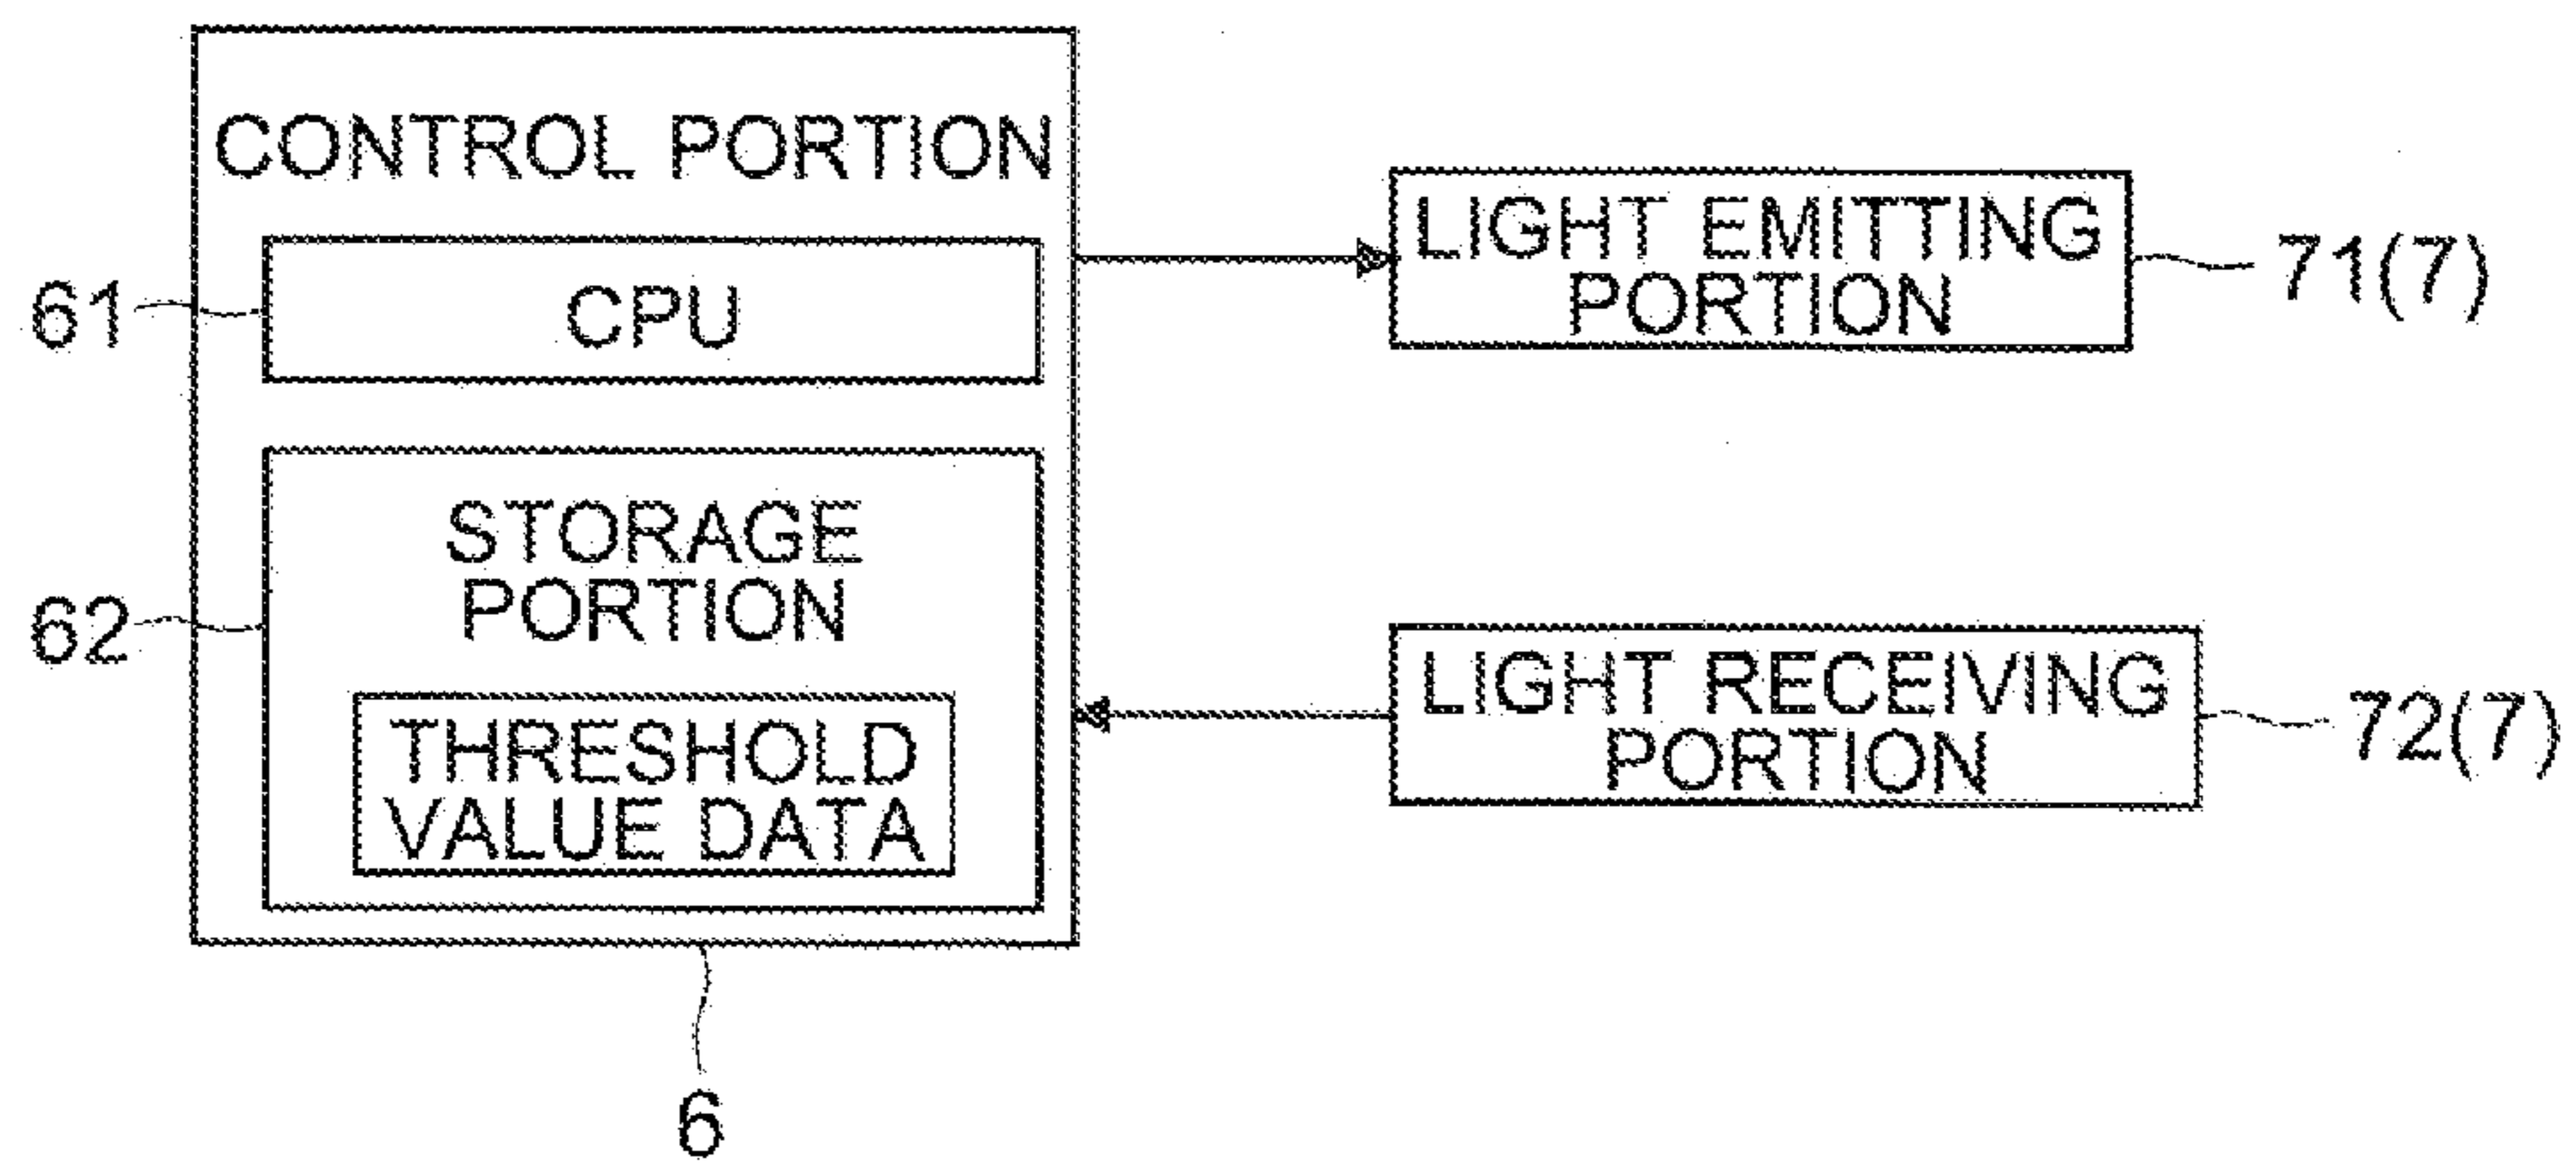 CONTROL PORTION
61
CPU
62
STORAGE
PORTION
THRESHOLD
VALUE DATA
6
LIGHT EMITTING
PORTION
71(7)
LIGHT RECEIVING
PORTION
72(7)